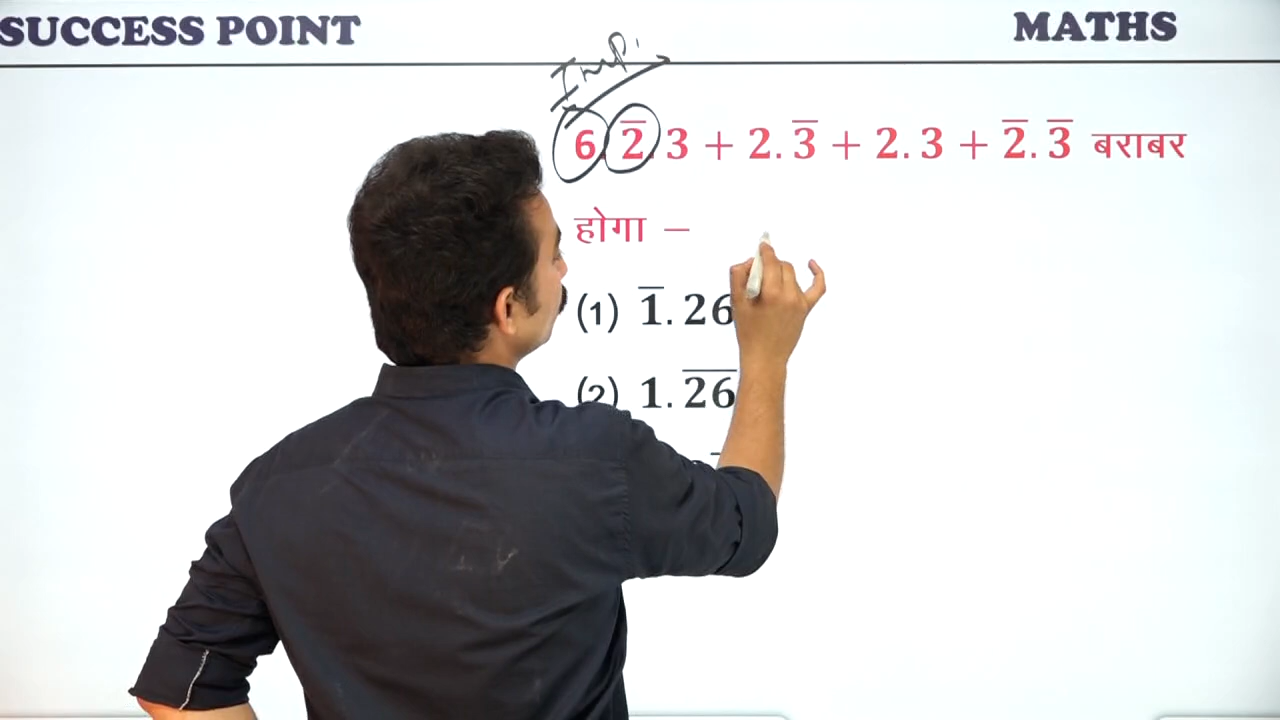 SUCCESS POINT
MATHS
Imp.
6. 2̅.3 + 2.3̅ + 2.3 + 2̅.3̅ बराबर
होगा –
(1) 1̅.26
(2) 1.2̅6̅